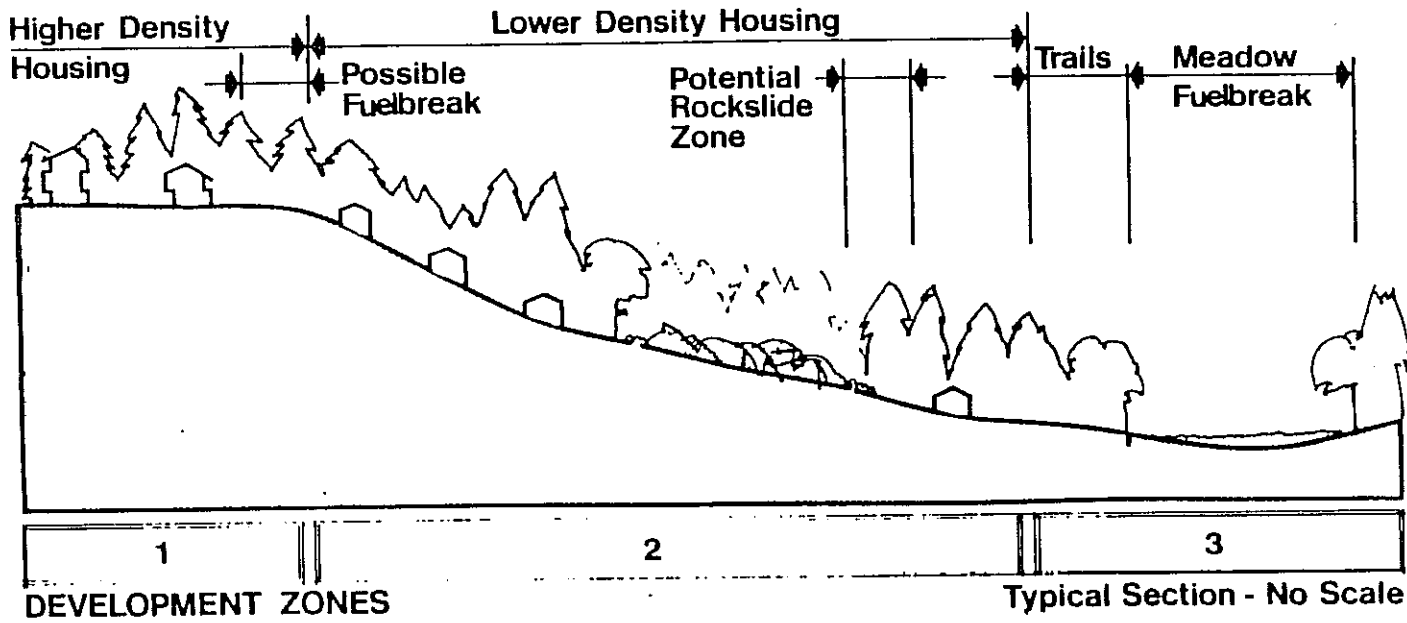 Higher Density
Housing
Lower Density Housing
Possible
Fuelbreak
Potential
Rockslide
Zone
Trails
Meadow
Fuelbreak
1
2
3
DEVELOPMENT ZONES
Typical Section - No Scale